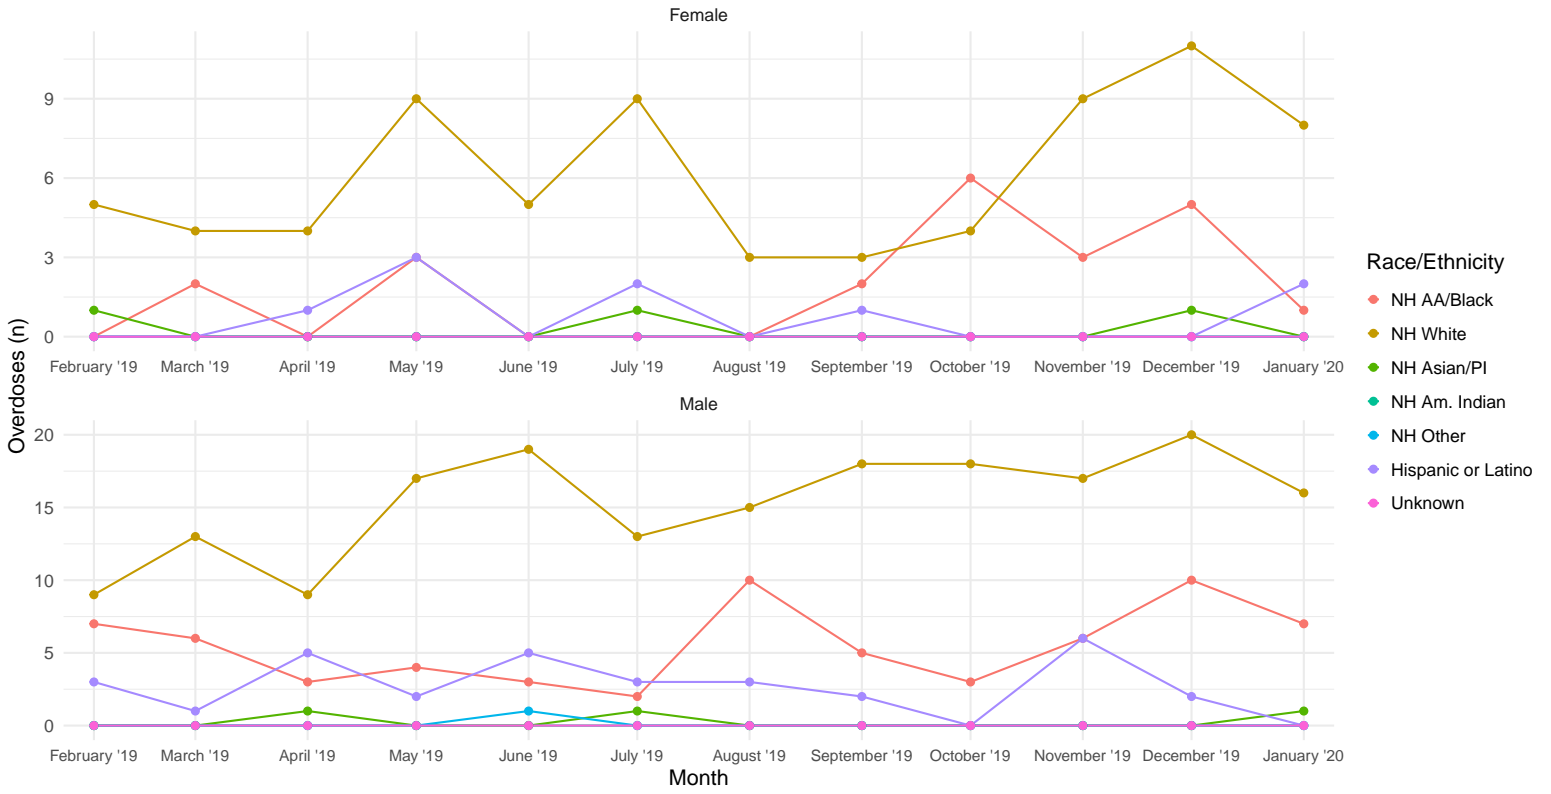 Female
9
6
3
0
February '19 March '19 April '19 May '19 June '19 July '19 August '19 September '19 October '19 November '19 December '19 January '20
Male
20
15
10
5
0
February '19 March '19 April '19 May '19 June '19 July '19 August '19 September '19 October '19 November '19 December '19 January '20
Month
Overdoses (n)
Race/Ethnicity
NH AA/Black
NH White
NH Asian/PI
NH Am. Indian
NH Other
Hispanic or Latino
Unknown